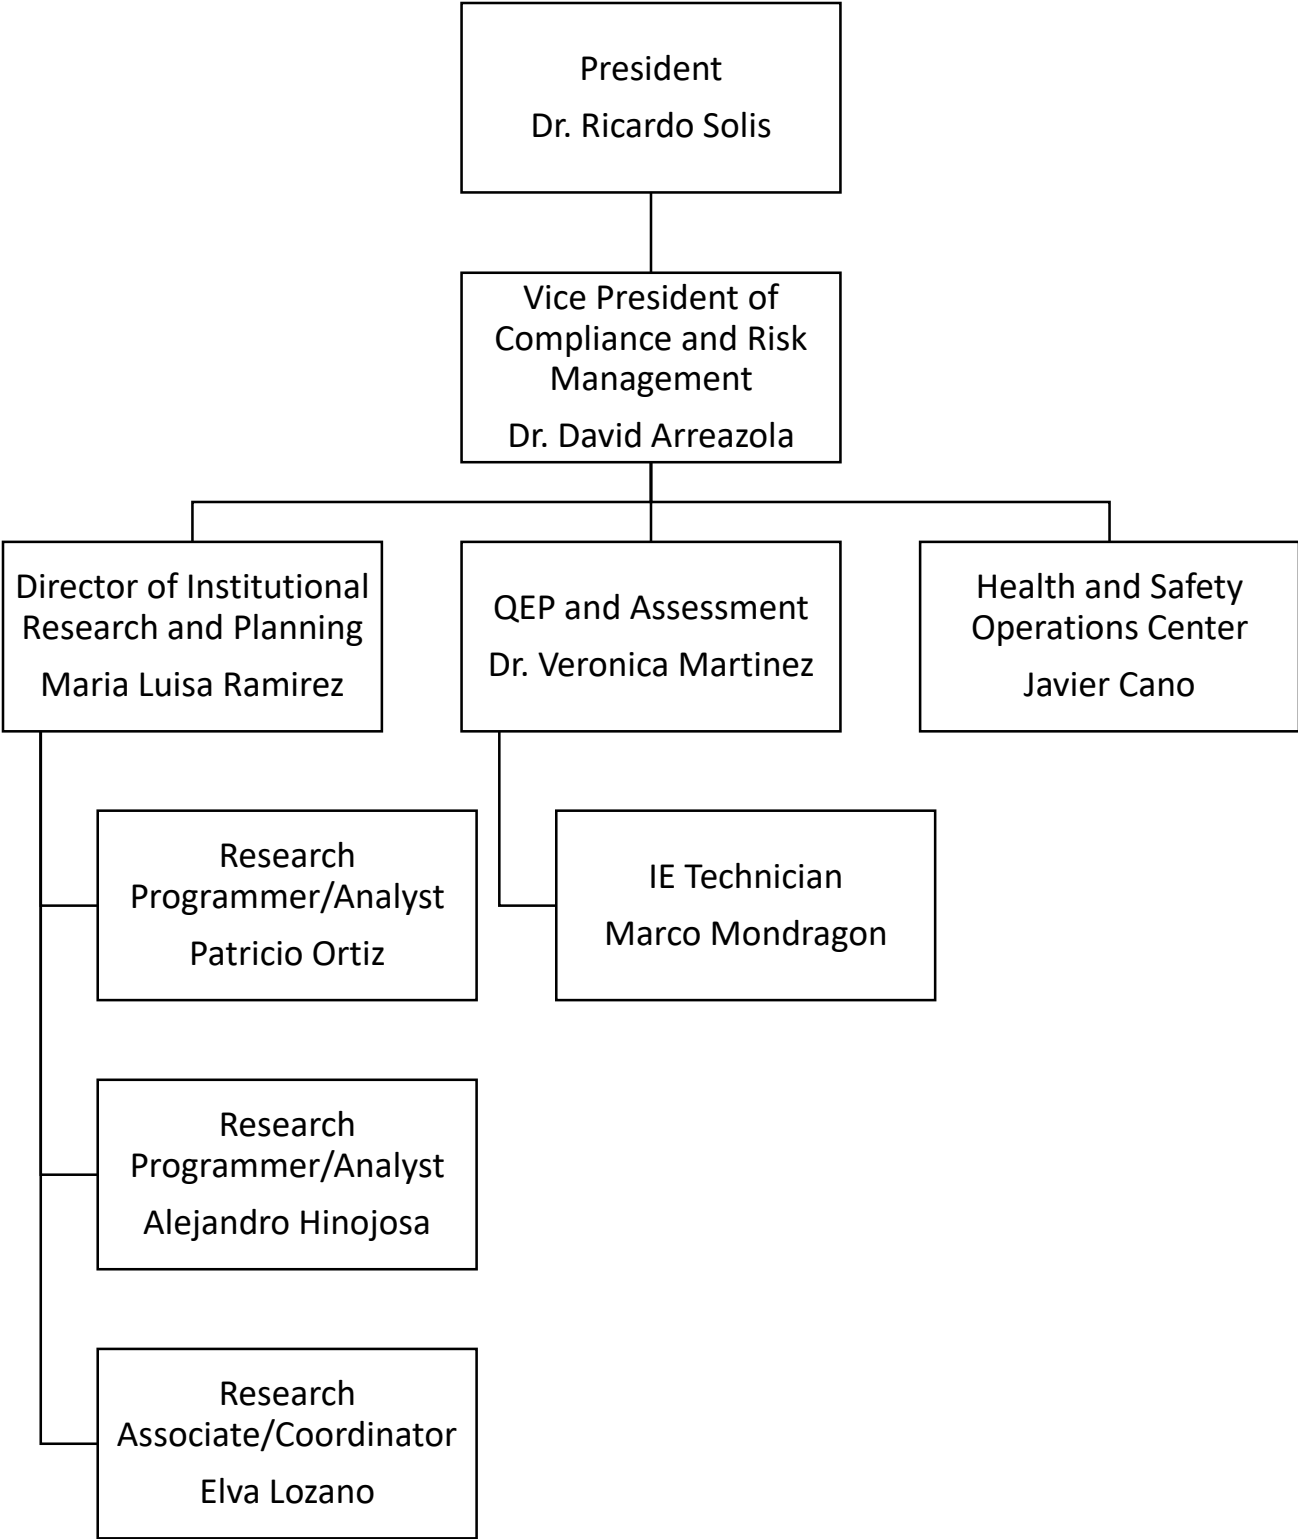 President
Dr. Ricardo Solis
Vice President of
Compliance and Risk
Management
Dr. David Arreazola
Director of Institutional
Research and Planning
Maria Luisa Ramirez
QEP and Assessment
Dr. Veronica Martinez
Health and Safety
Operations Center
Javier Cano
Research
Programmer/Analyst
Patricio Ortiz
IE Technician
Marco Mondragon
Research
Programmer/Analyst
Alejandro Hinojosa
Research
Associate/Coordinator
Elva Lozano